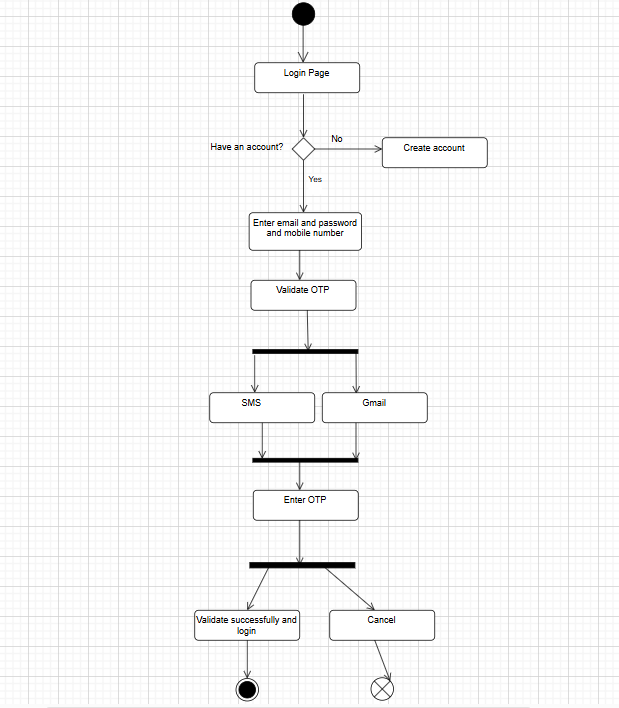 Login Page
Have an account?
No
Create account
Yes
Enter email and password
and mobile number
Validate OTP
SMS
Gmail
Enter OTP
Validate successfully and
login
Cancel